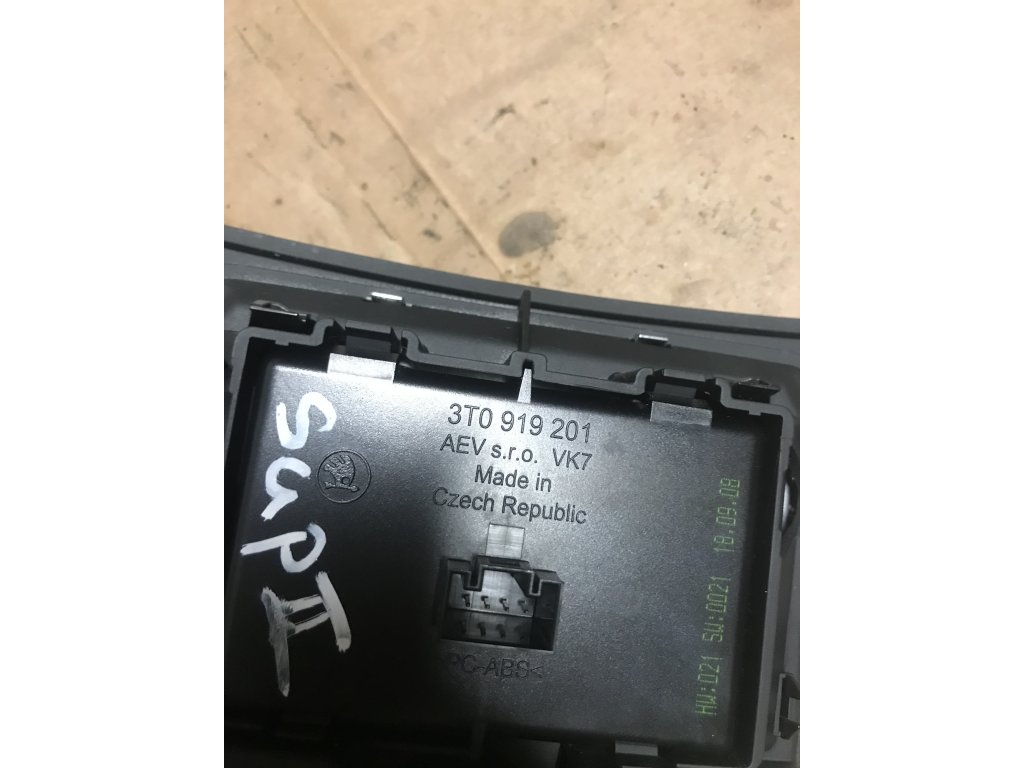 3T0 919 201
AEV s.r.o. VK7
Made in
Czech Republic
SupII
>PC-ABS<
HW:021 SW:0021 18.09.08